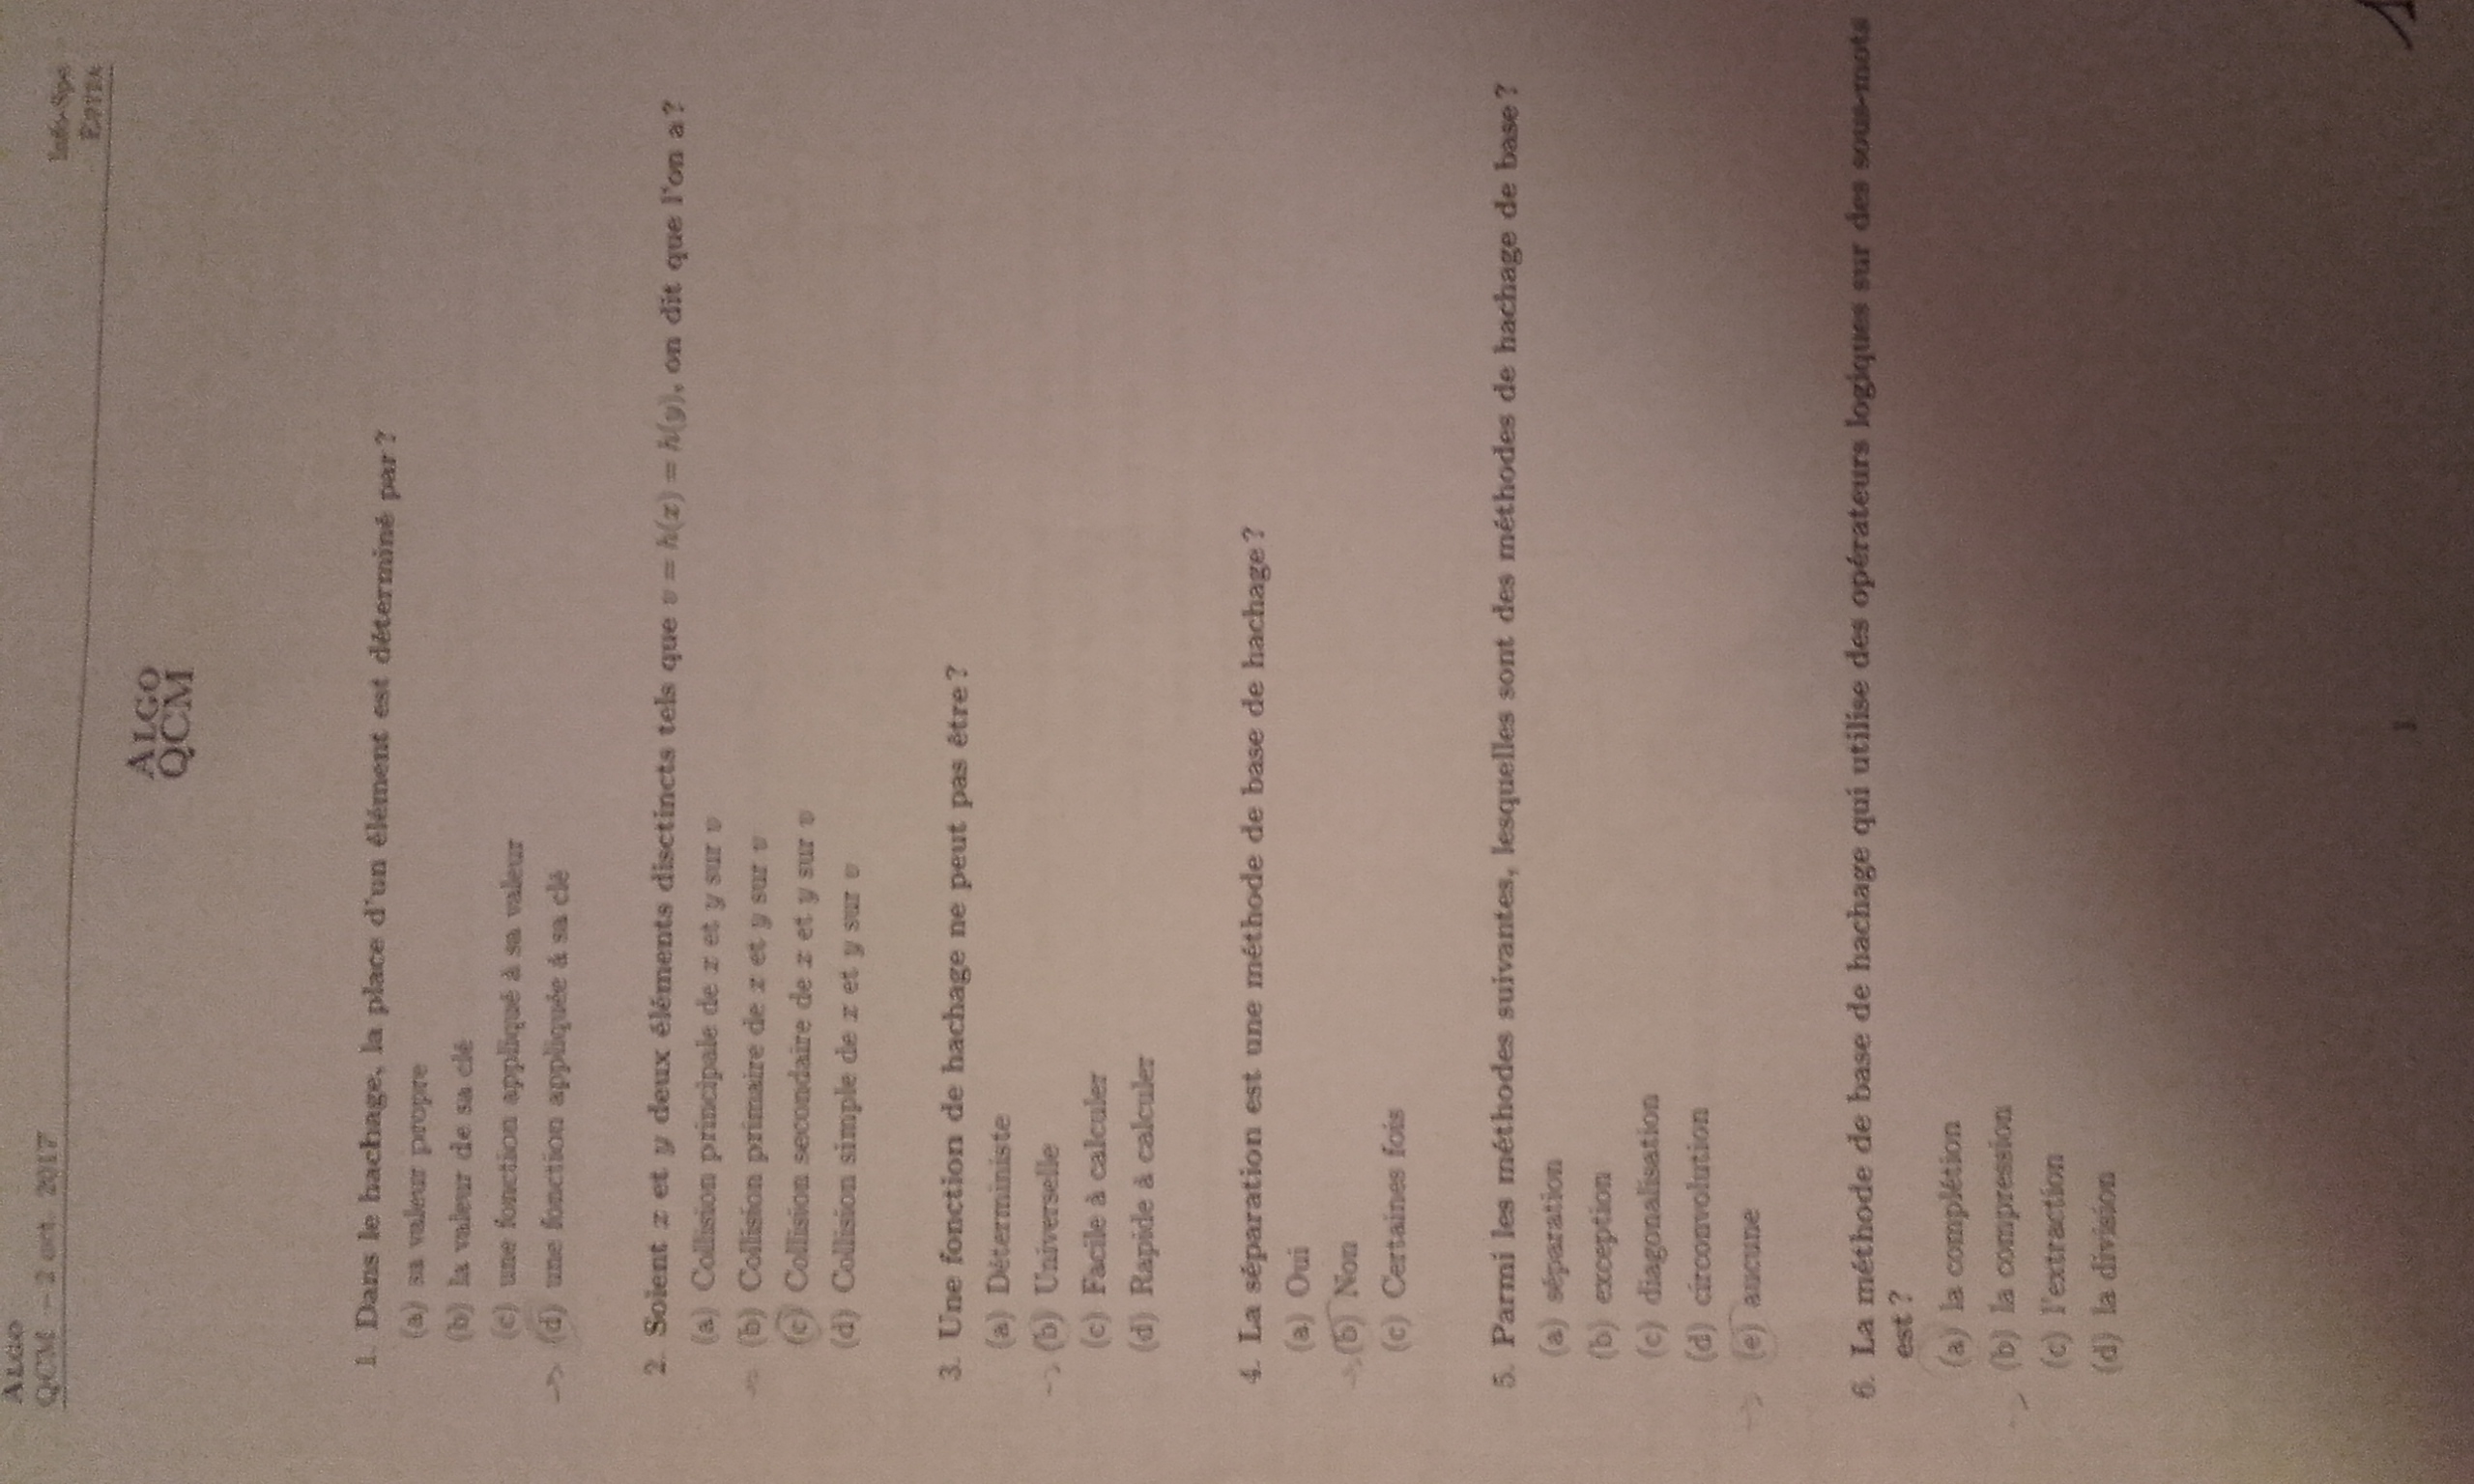 ALGO
QCM – 2 oct. 2017
Info-Spé
EPITA
ALGO
QCM
1. Dans le hachage, la place d'un élément est déterminé par ?
(a) sa valeur propre
(b) la valeur de sa clé
(c) une fonction appliqué à sa valeur
(d) une fonction appliquée à sa clé
2. Soient x et y deux éléments disctincts tels que v = h(x) = h(y), on dit que l'on a ?
(a) Collision principale de x et y sur v
(b) Collision primaire de x et y sur v
(c) Collision secondaire de x et y sur v
(d) Collision simple de x et y sur v
3. Une fonction de hachage ne peut pas être ?
(a) Déterministe
(b) Universelle
(c) Facile à calculer
(d) Rapide à calculer
4. La séparation est une méthode de base de hachage ?
(a) Oui
(b) Non
(c) Certaines fois
5. Parmi les méthodes suivantes, lesquelles sont des méthodes de hachage de base ?
(a) séparation
(b) exception
(c) diagonalisation
(d) circonvolution
(e) aucune
6. La méthode de base de hachage qui utilise des opérateurs logiques sur des sous-mots
est ?
(a) la complétion
(b) la compression
(c) l'extraction
(d) la division
1